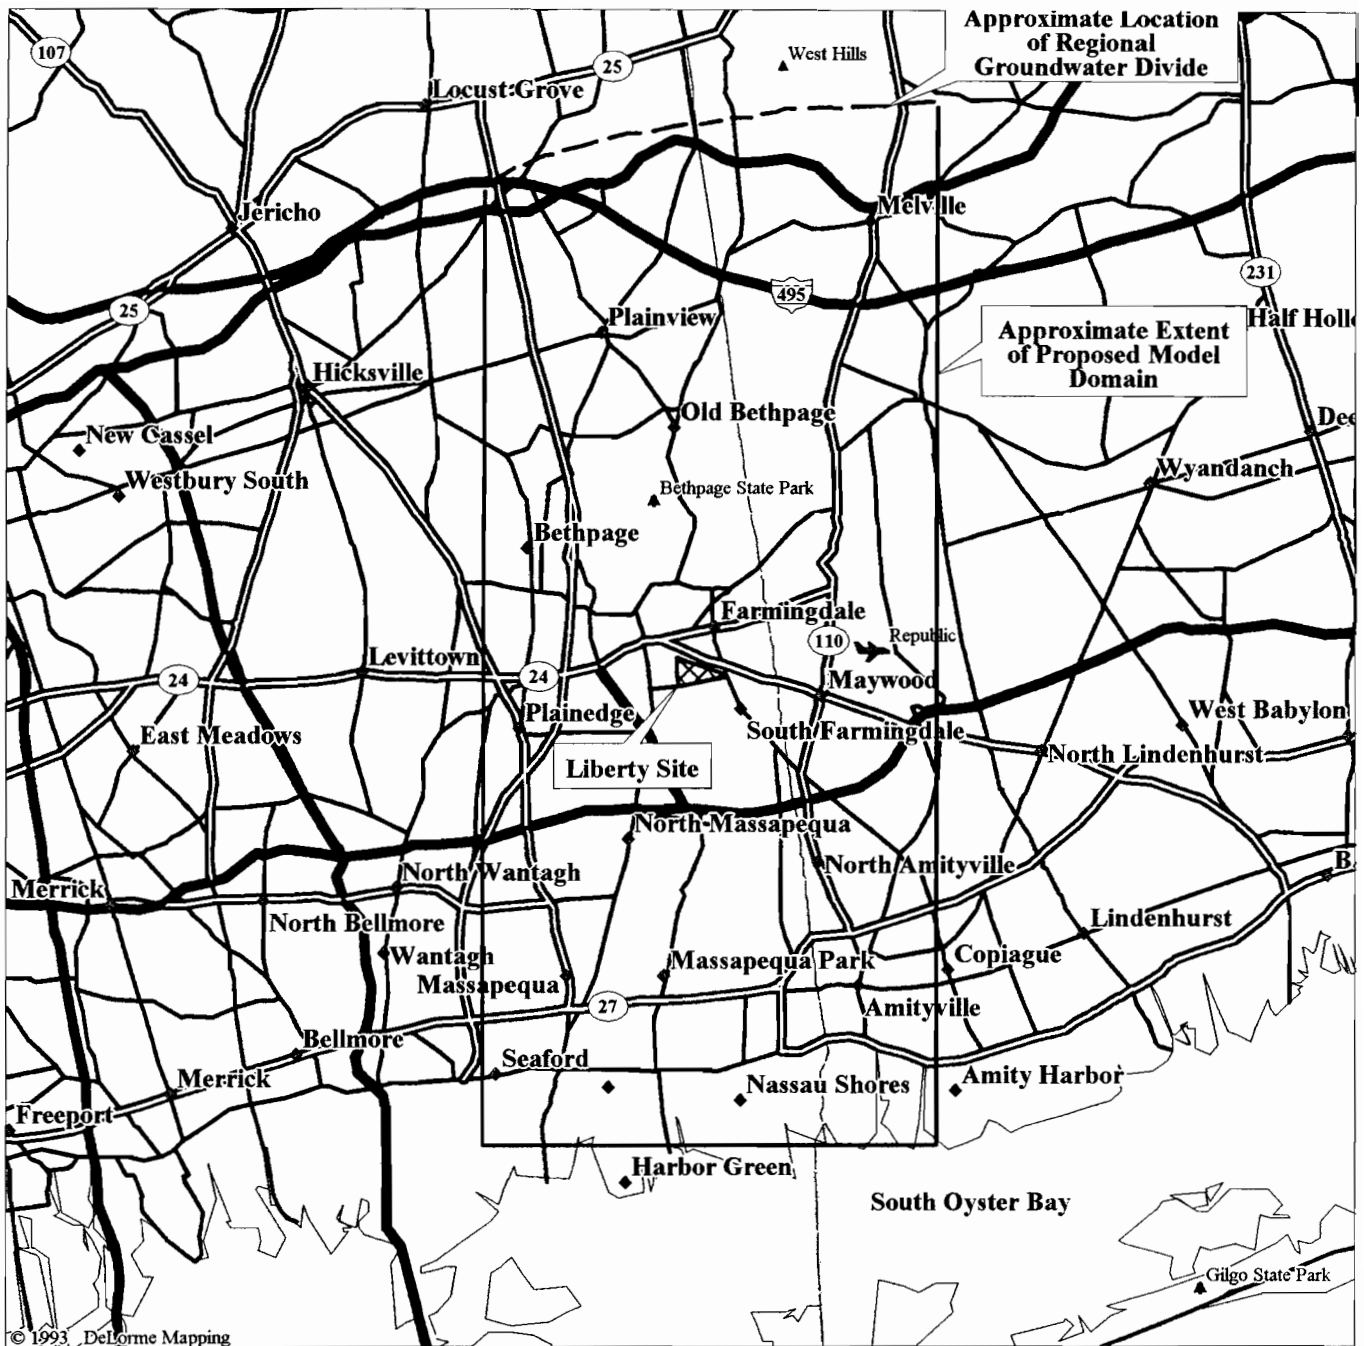 Approximate Location
of Regional
Groundwater Divide
107
25
West Hills
Locust Grove
Jericho
Melville
25
495
231
Plainview
Half Hollo
Approximate Extent
of Proposed Model
Domain
Hicksville
Old Bethpage
Dee
New Cassel
Wyandanch
Westbury South
Bethpage State Park
Bethpage
Farmingdale
110
Republic
Levittown
24
24
Maywood
Plainedge
West Babylon
East Meadows
South Farmingdale
North Lindenhurst
Liberty Site
North Massapequa
North Amityville
B
Merrick
North Wantagh
North Bellmore
Lindenhurst
Wantagh
Massapequa Park
Copiague
Massapequa
27
Amityville
Bellmore
Seaford
Merrick
Nassau Shores
Amity Harbor
Freeport
Harbor Green
South Oyster Bay
Gilgo State Park
© 1993 DeLorme Mapping